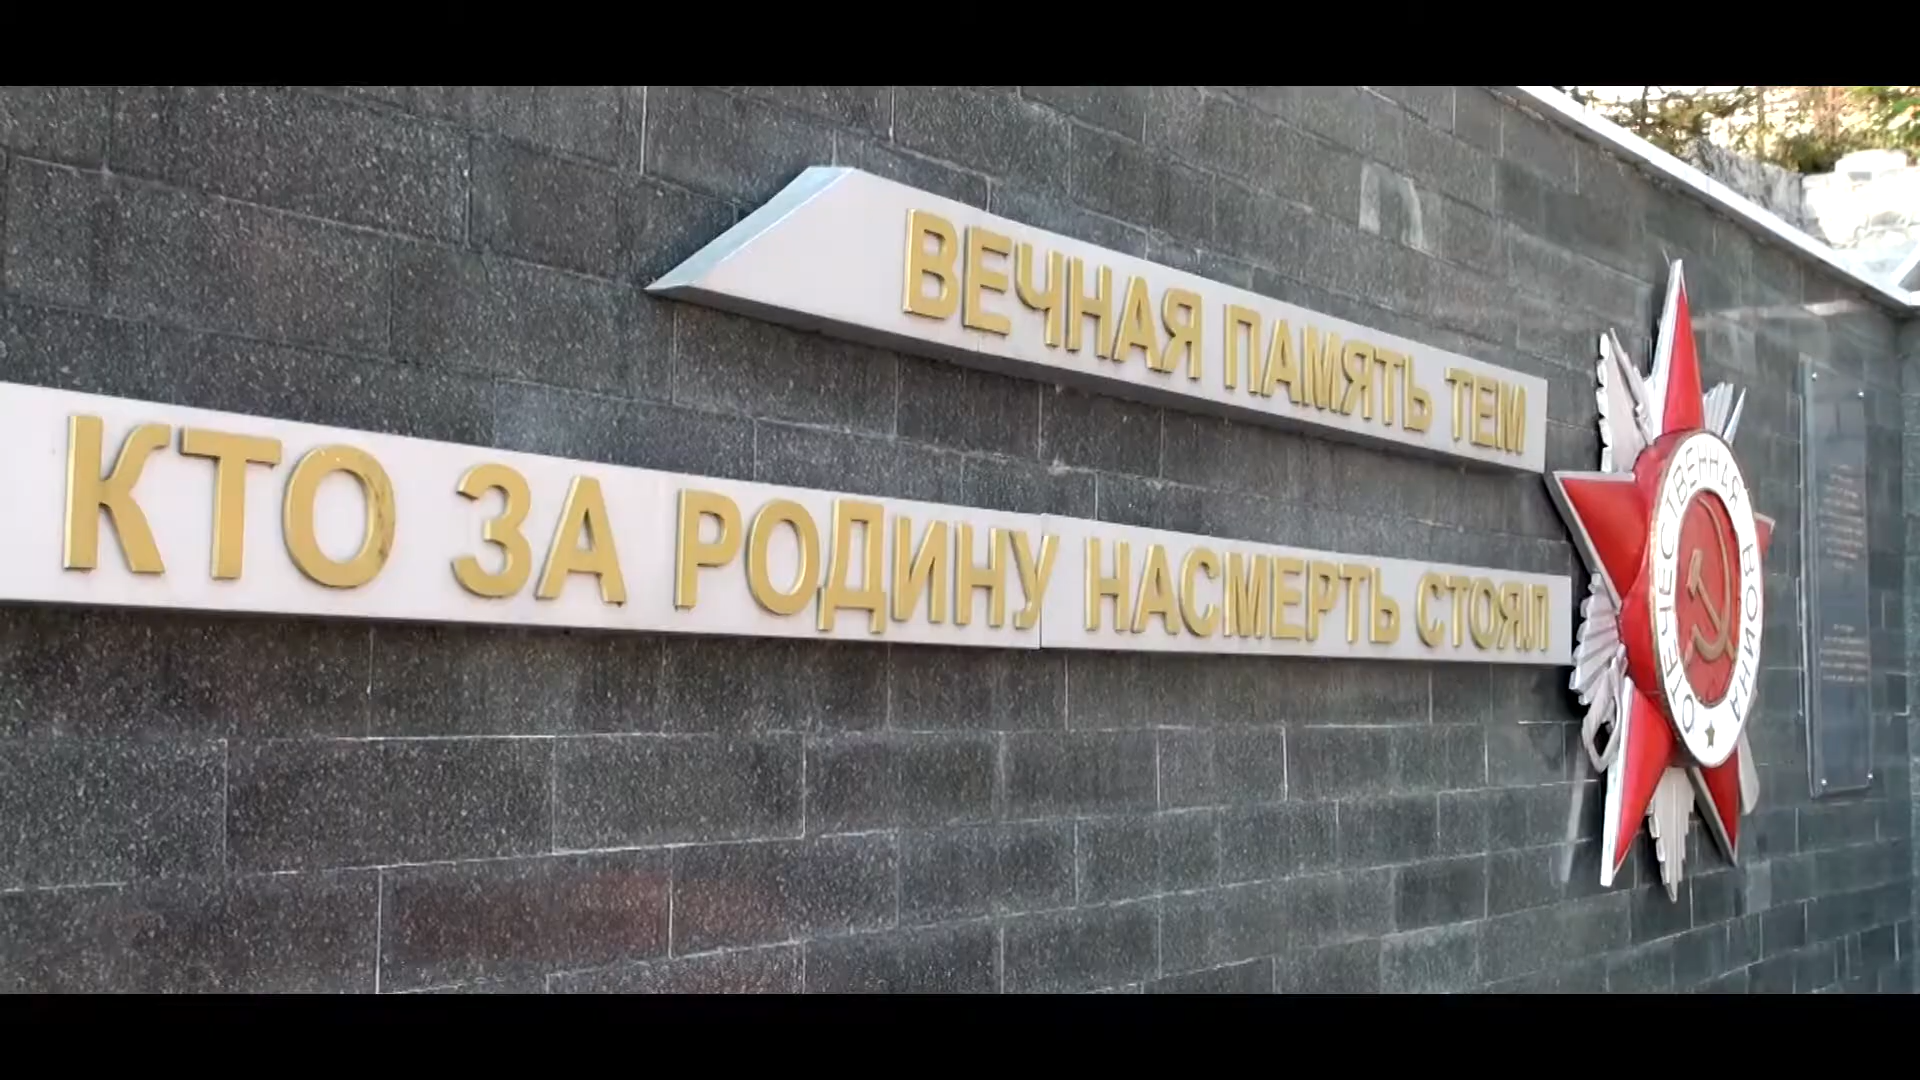 ВЕЧНАЯ ПАМЯТЬ ТЕМ
КТО ЗА РОДИНУ НАСМЕРТЬ СТОЯЛ
ОТЕЧЕСТВЕННАЯ ВОЙНА